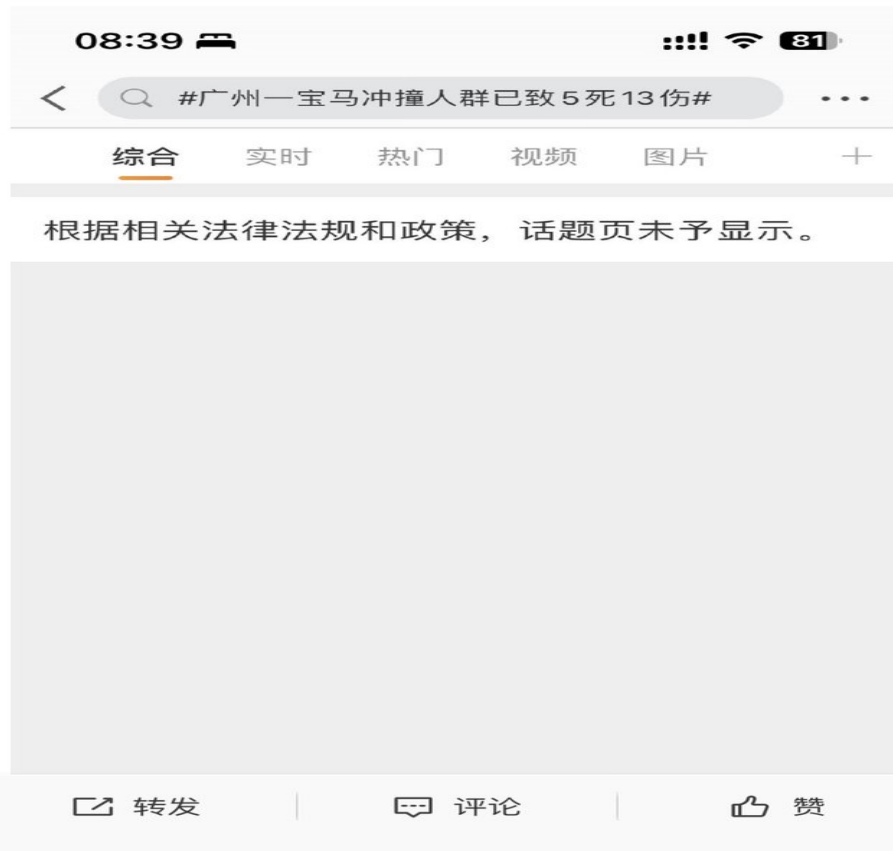 08:39
81
#广州一宝马冲撞人群已致5死13伤#
综合 实时 热门 视频 图片
根据相关法律法规和政策，话题页未予显示。
转发 评论 赞